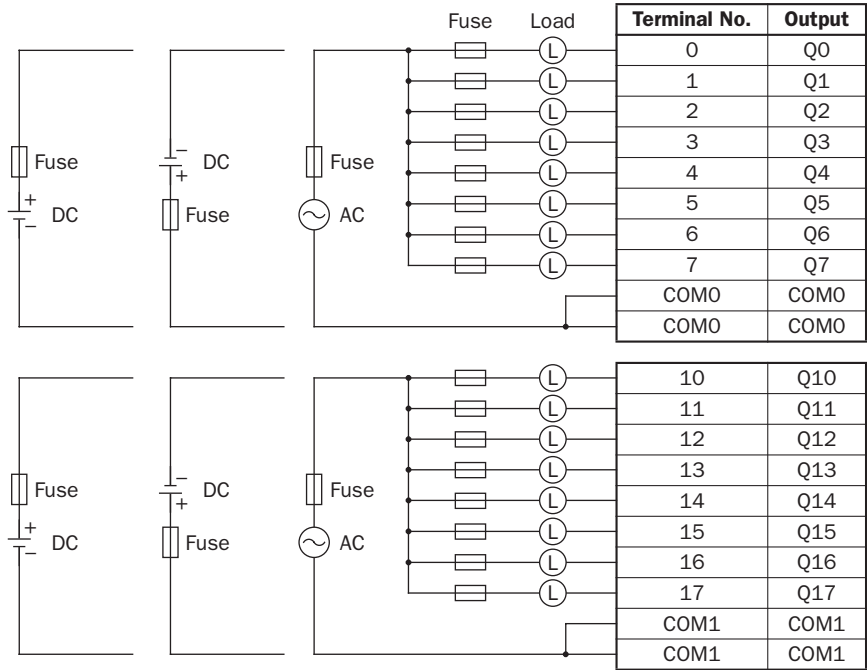 Fuse Load Terminal No. Output
L 0 Q0
L 1 Q1
L 2 Q2
L 3 Q3
L 4 Q4
L 5 Q5
L 6 Q6
L 7 Q7
COM0 COM0
COM0 COM0
Fuse
+
DC
−
−
DC
+
Fuse
Fuse
AC
L 10 Q10
L 11 Q11
L 12 Q12
L 13 Q13
L 14 Q14
L 15 Q15
L 16 Q16
L 17 Q17
COM1 COM1
COM1 COM1
Fuse
+
DC
−
−
DC
+
Fuse
Fuse
AC